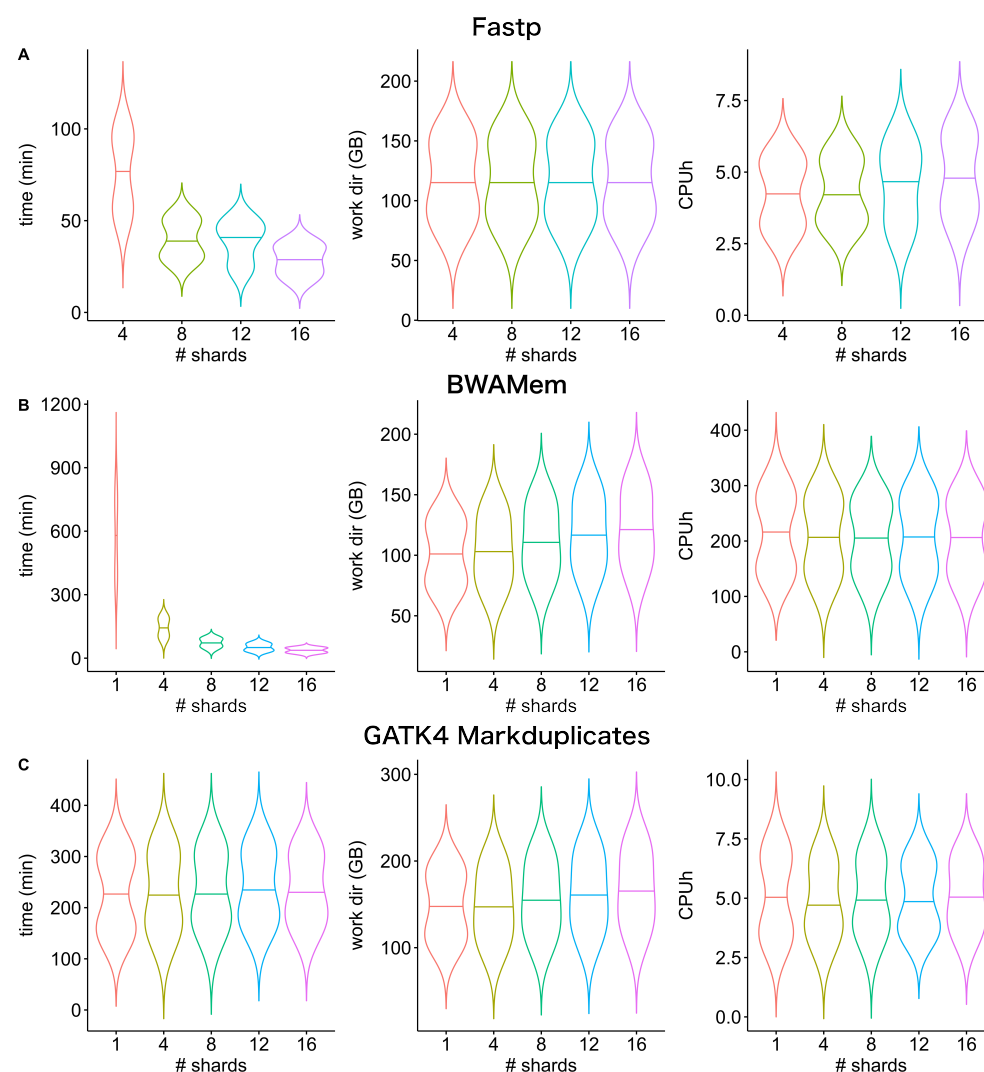 Fastp
A
time (min)
100
50
0
4 8 12 16
# shards
work dir (GB)
200
150
100
50
0
4 8 12 16
# shards
CPUh
7.5
5.0
2.5
0.0
4 8 12 16
# shards
BWAMem
B
time (min)
1200
900
600
300
0
1 4 8 12 16
# shards
work dir (GB)
200
150
100
50
1 4 8 12 16
# shards
CPUh
400
300
200
100
0
1 4 8 12 16
# shards
GATK4 Markduplicates
C
time (min)
400
300
200
100
0
1 4 8 12 16
# shards
work dir (GB)
300
200
100
1 4 8 12 16
# shards
CPUh
10.0
7.5
5.0
2.5
0.0
1 4 8 12 16
# shards